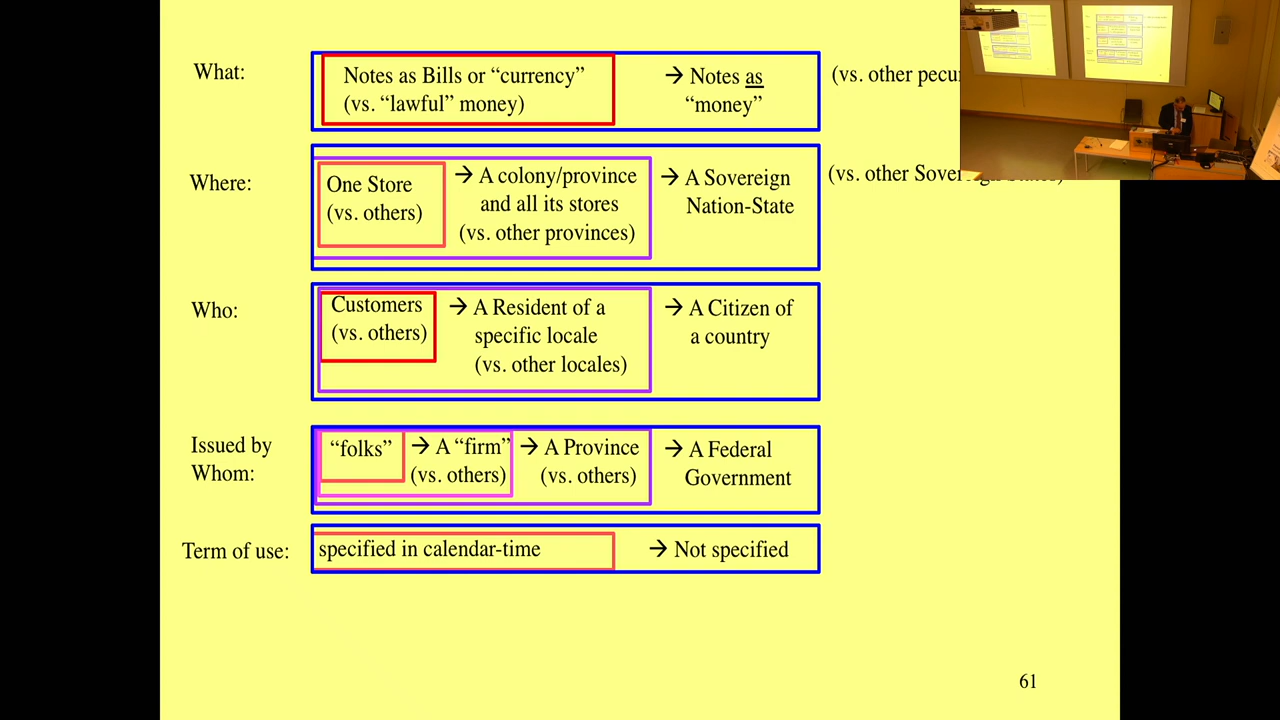 What:
Notes as Bills or “currency”
(vs. “lawful” money)
→ Notes as
“money”
(vs. other
Where:
One Store
(vs. others)
→ A colony/province
and all its stores
(vs. other provinces)
→ A Sovereign
Nation-State
(vs. other Sovereign States)
Who:
Customers
(vs. others)
→ A Resident of a
specific locale
(vs. other locales)
→ A Citizen of
a country
Issued by
Whom:
“folks”
→ A “firm”
(vs. others)
→ A Province
(vs. others)
→ A Federal
Government
Term of use:
specified in calendar-time
→ Not specified
61